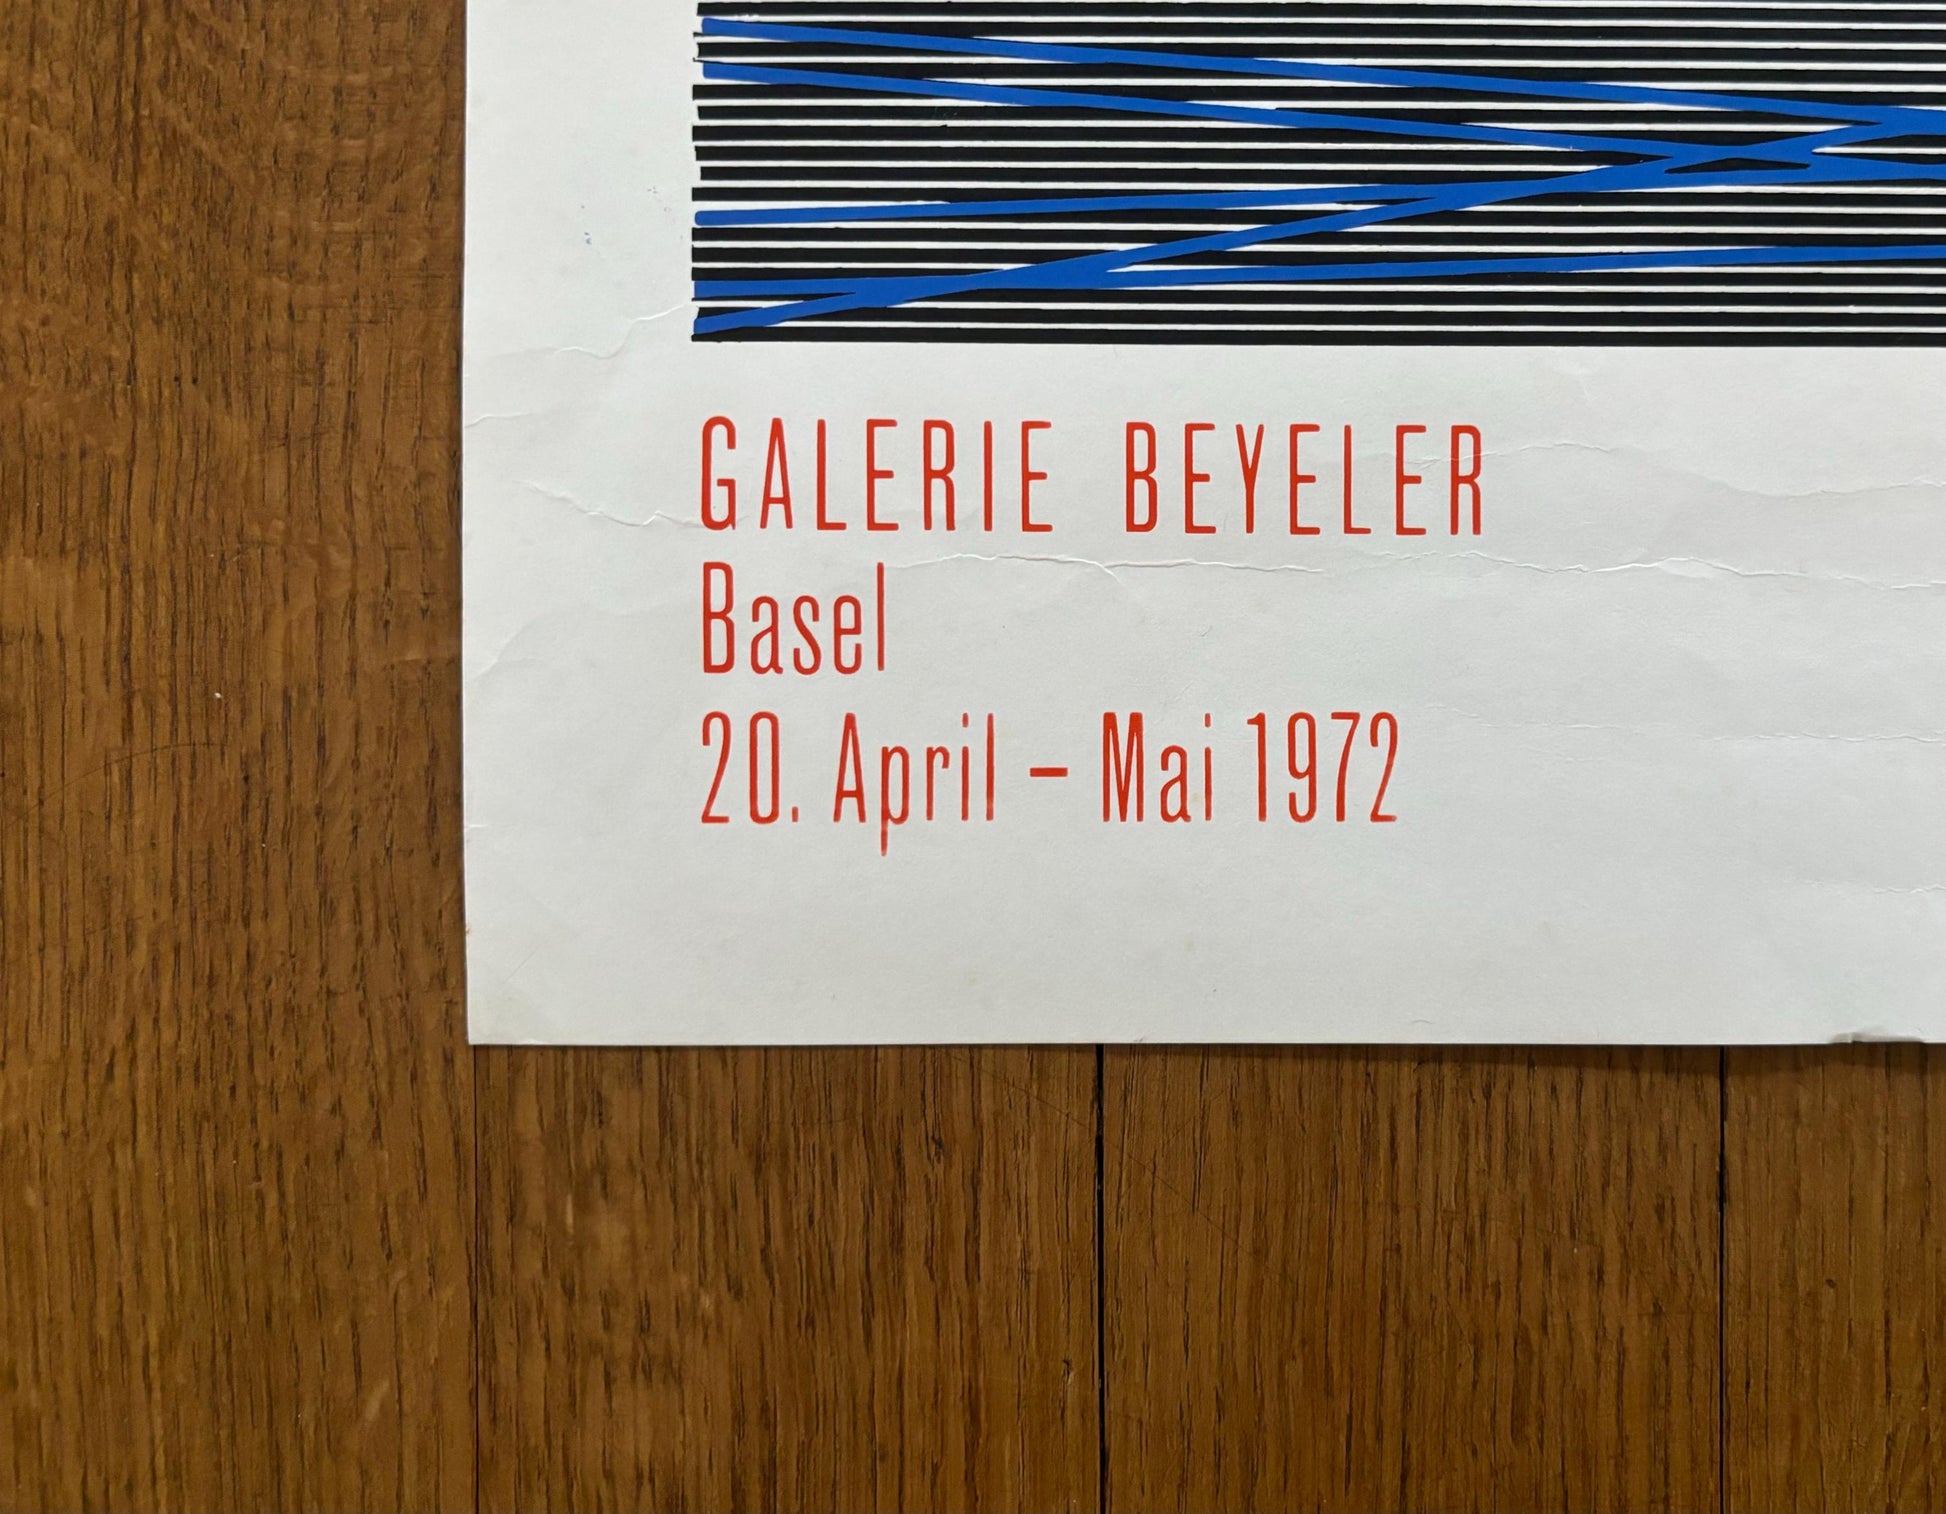 GALERIE BEYELER
Basel
20. April – Mai 1972